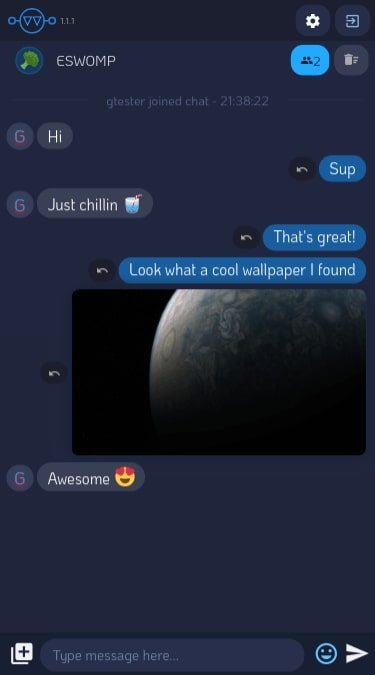 1.1.1
ESWOMP
2
gtester joined chat - 21:38:22
G Hi
Sup
G Just chillin 🥤
That's great!
Look what a cool wallpaper I found
G Awesome 😍
Type message here...